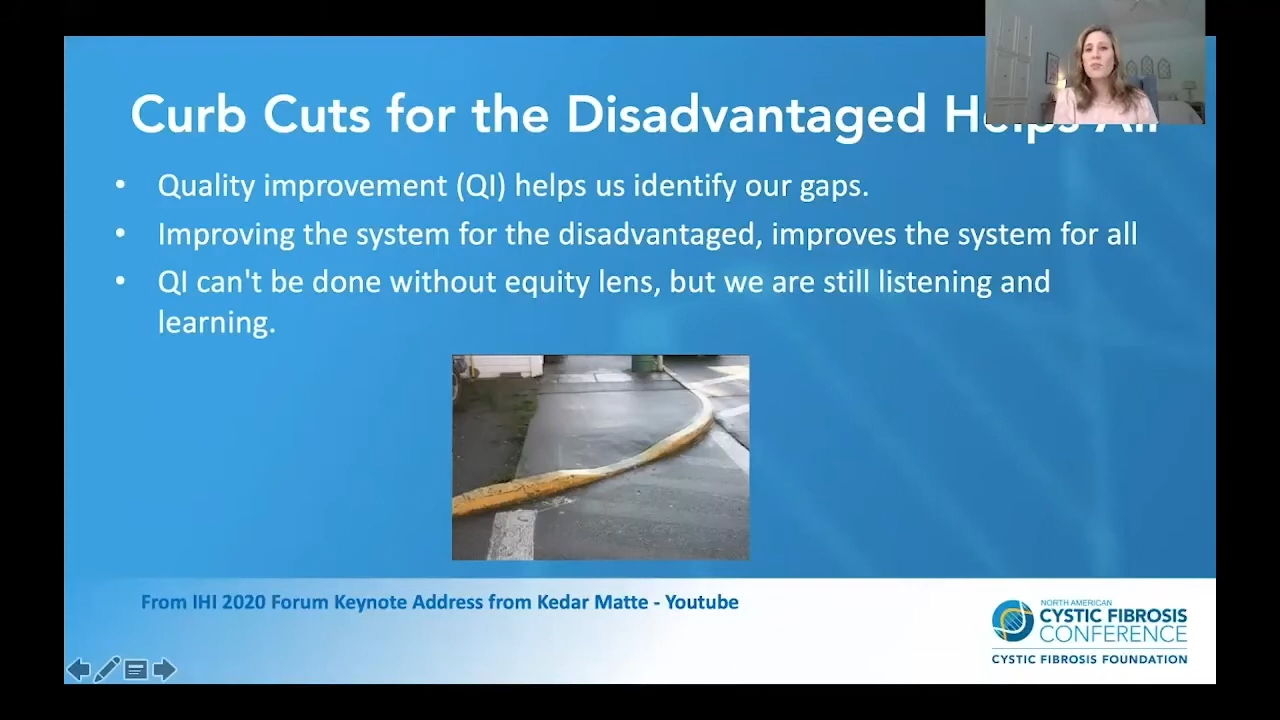 Curb Cuts for the Disadvantaged Helps All
• Quality improvement (QI) helps us identify our gaps.
• Improving the system for the disadvantaged, improves the system for all
• QI can't be done without equity lens, but we are still listening and
learning.
From IHI 2020 Forum Keynote Address from Kedar Matte - Youtube
NORTH AMERICAN
CYSTIC FIBROSIS
CONFERENCE
CYSTIC FIBROSIS FOUNDATION